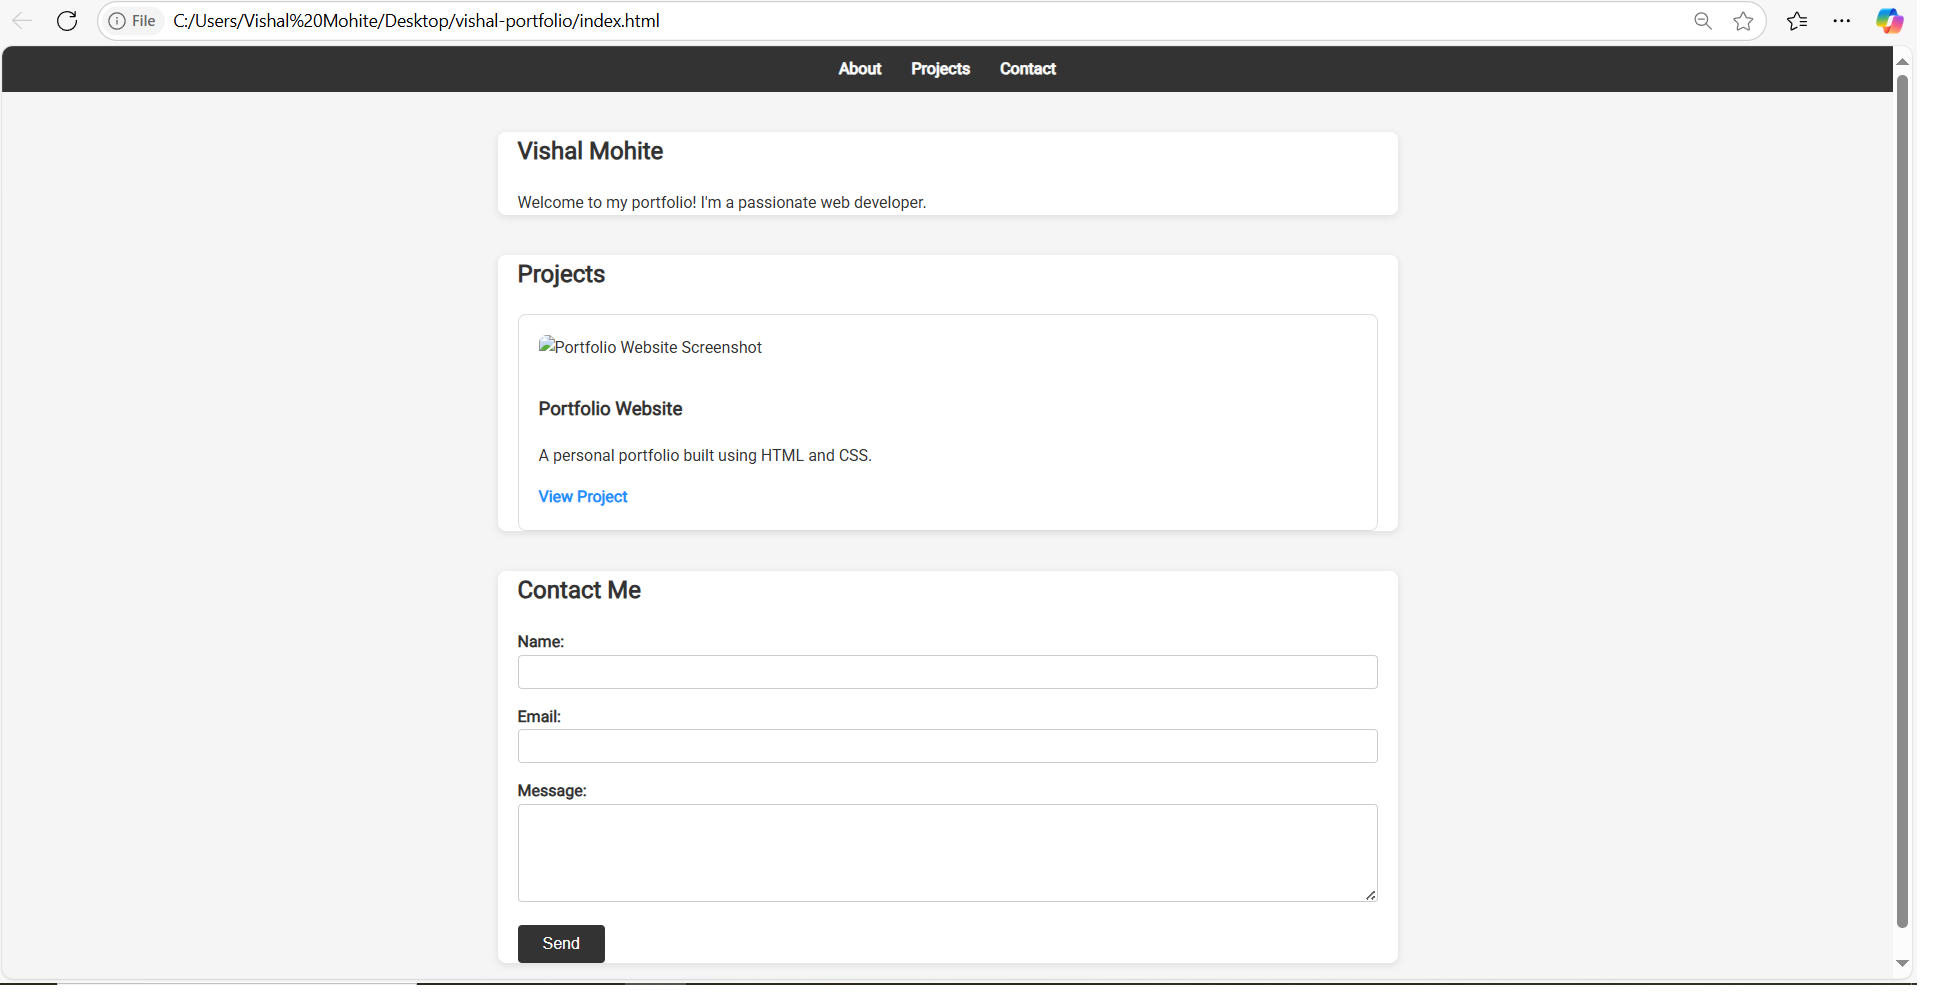 File C:/Users/Vishal%20Mohite/Desktop/vishal-portfolio/index.html
About Projects Contact
Vishal Mohite
Welcome to my portfolio! I'm a passionate web developer.
Projects
Portfolio Website Screenshot
Portfolio Website
A personal portfolio built using HTML and CSS.
View Project
Contact Me
Name:
Email:
Message:
Send